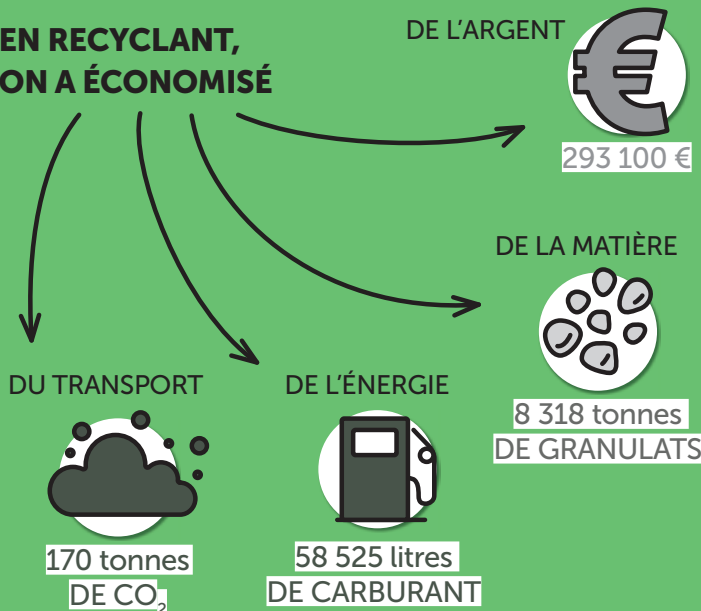 EN RECYCLANT,
ON A ÉCONOMISÉ
DE L'ARGENT
293 100 €
DE LA MATIÈRE
8 318 tonnes
DE GRANULATS
DU TRANSPORT
170 tonnes
DE CO₂
DE L'ÉNERGIE
58 525 litres
DE CARBURANT